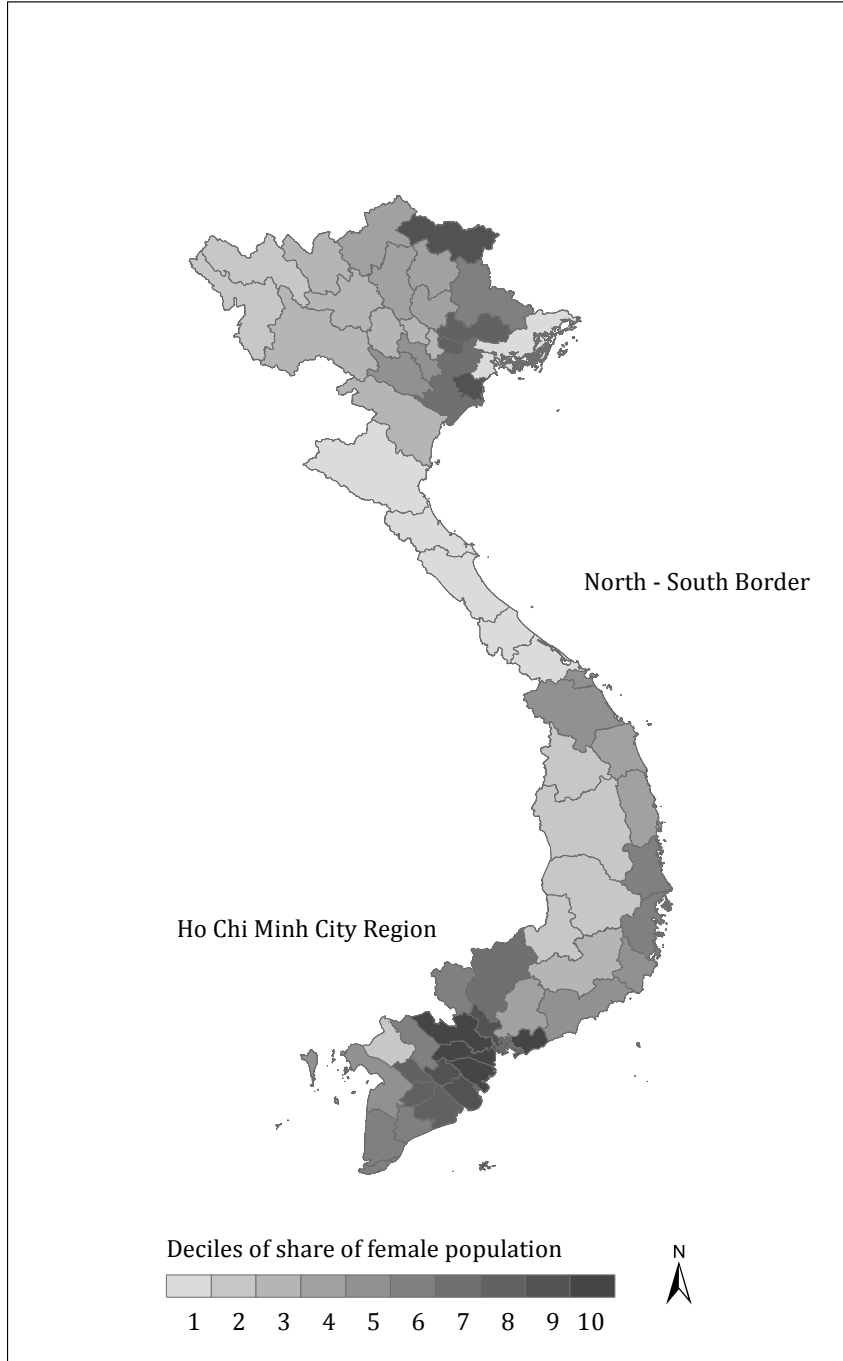 North - South Border
Ho Chi Minh City Region
Deciles of share of female population
N
1 2 3 4 5 6 7 8 9 10